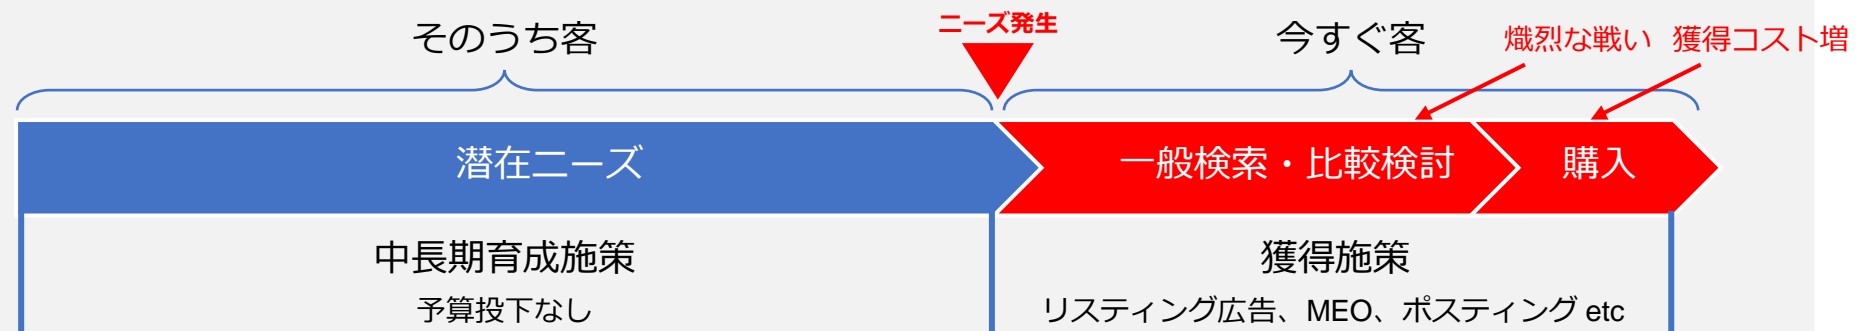 そのうち客
ニーズ発生
今すぐ客
熾烈な戦い 獲得コスト増
潜在ニーズ
一般検索・比較検討
購入
中長期育成施策
獲得施策
予算投下なし
リスティング広告、MEO、ポスティング etc